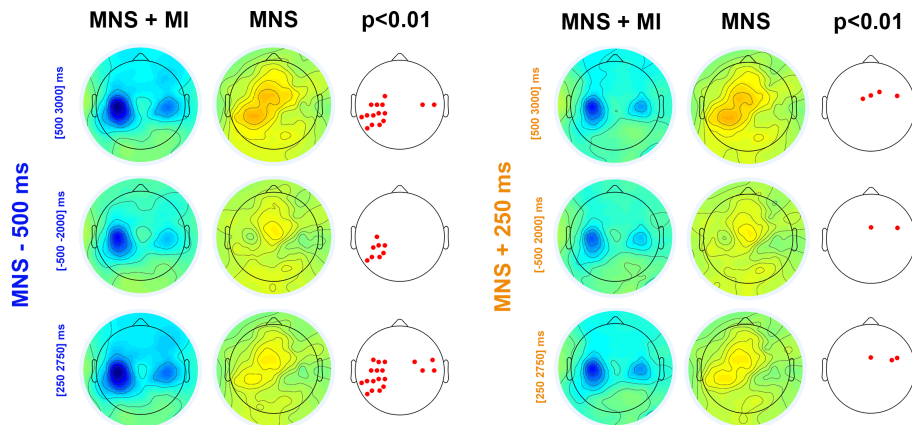 MNS + MI MNS p<0.01 MNS + MI MNS p<0.01
MNS - 500 ms
[500 3000] ms
[-500 -2000] ms
[250 2750] ms
MNS + 250 ms
[500 3000] ms
[-500 2000] ms
[250 2750] ms